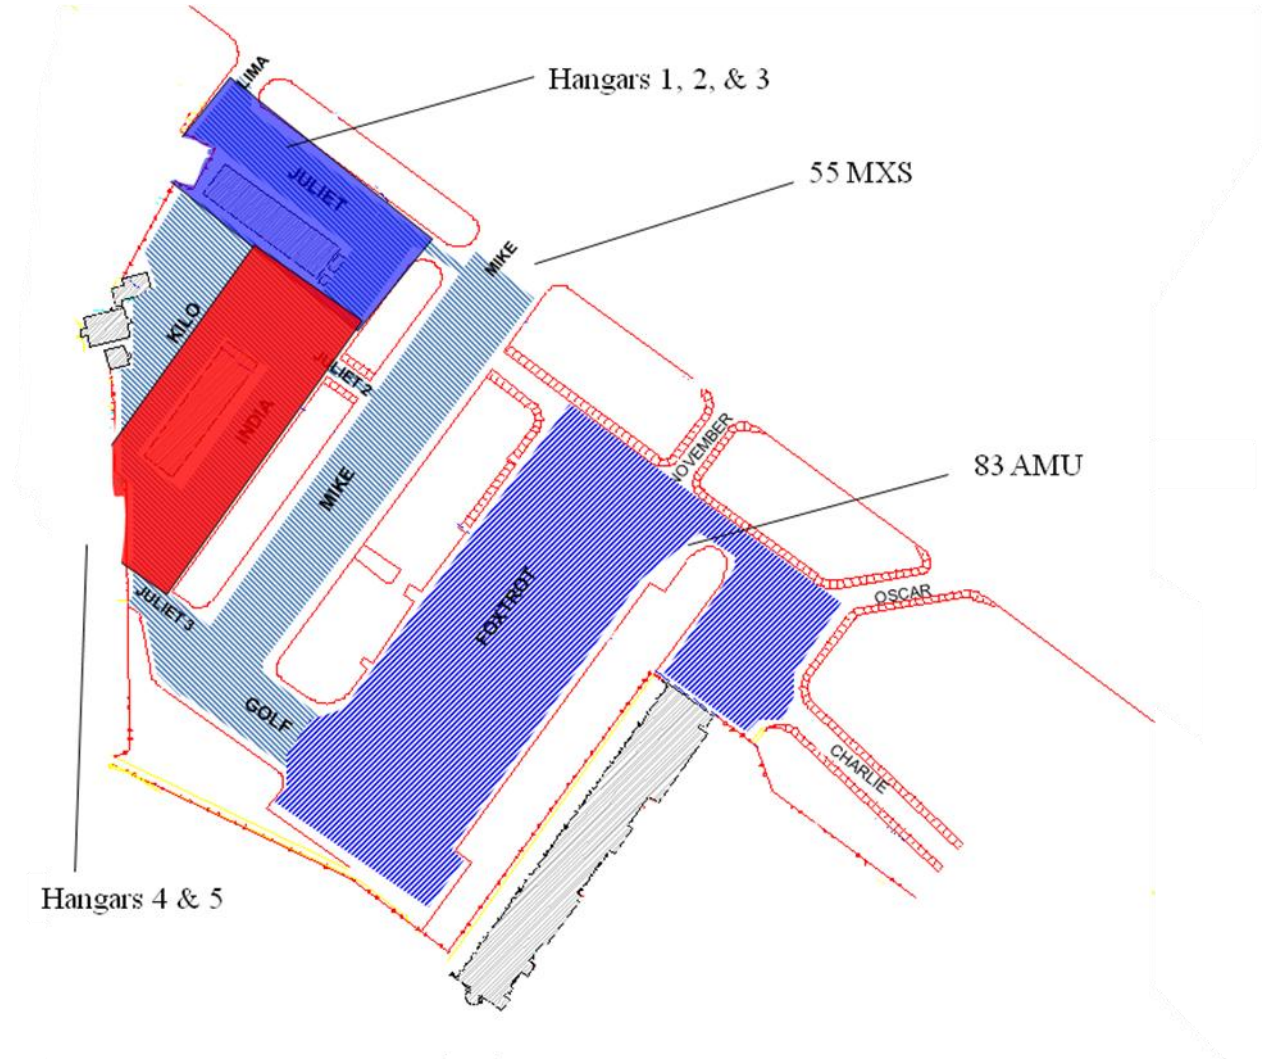 LIMA
Hangars 1, 2, & 3
JULIET
55 MXS
MIKE
KILO
JULIET 2
INDIA
NOVEMBER
83 AMU
MIKE
FOXTROT
OSCAR
JULIET 3
GOLF
CHARLIE
Hangars 4 & 5